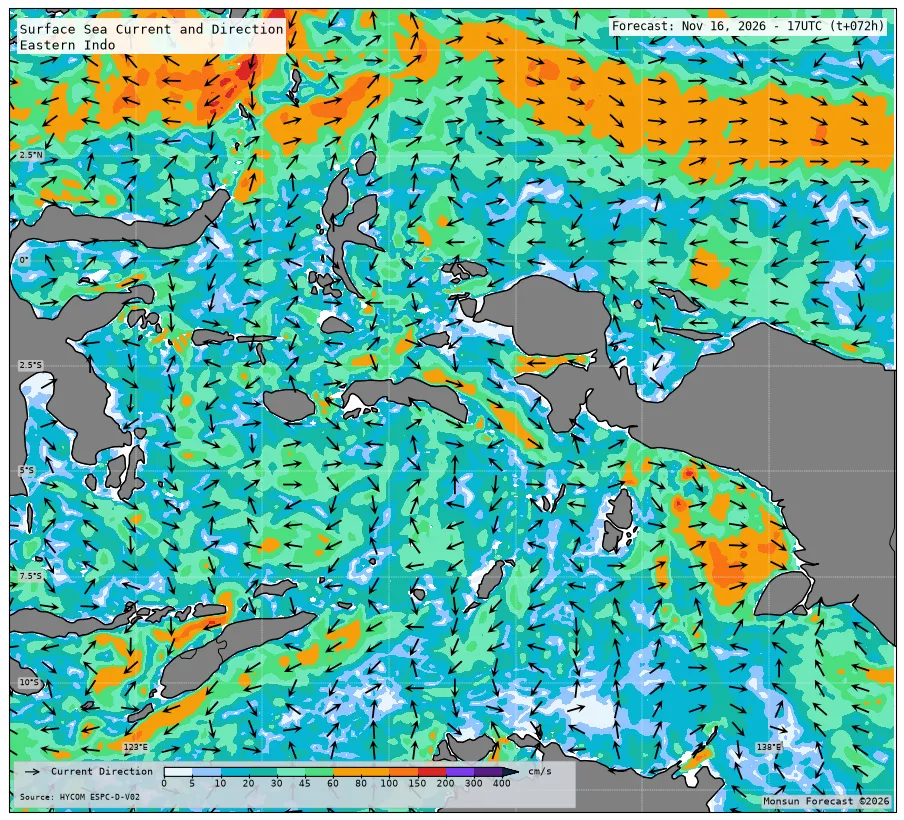 Surface Sea Current and Direction
Eastern Indo
Forecast: Nov 16, 2026 - 17UTC (t+072h)
2.5°N
0°
2.5°S
5°S
7.5°S
10°S
123°E
138°E
Current Direction
0 5 10 20 30 45 60 80 100 150 200 300 400
cm/s
Source: HYCOM ESPC-D-V02
Monsun Forecast ©2026